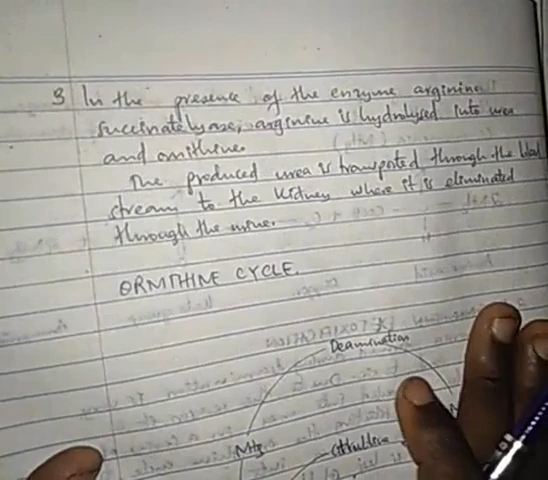 3 In the presence of the enzyme arginine
succinatelyase, arginine is hydrolysed into urea
and ornithine.
The produced urea is transported through the blood
stream to the kidney where it is eliminated
through the urine.
ORNITHINE CYCLE.
Deamination
NH3
citrulline